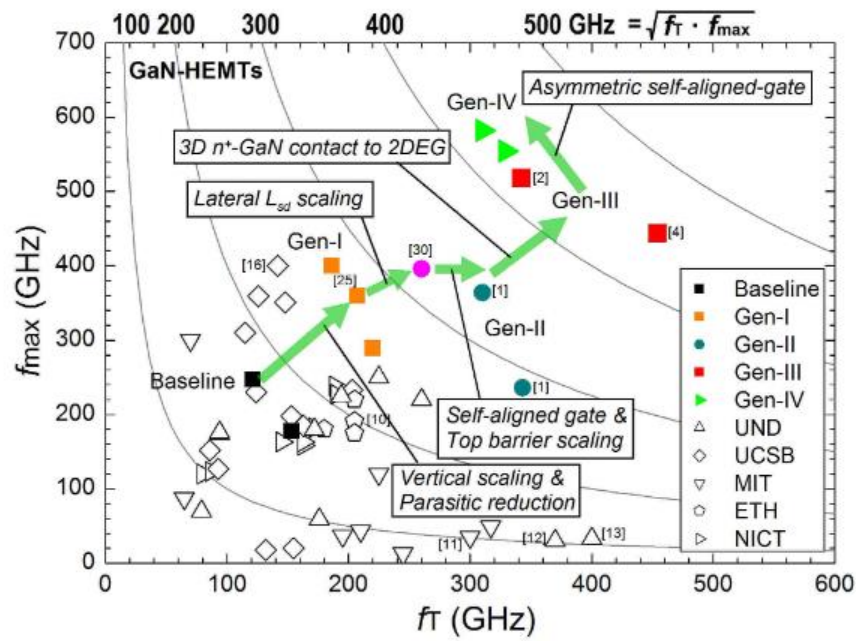 100 200 300 400 500 GHz = √fT · fmax
700
600
500
400
300
200
100
0
fmax (GHz)
GaN-HEMTs
Asymmetric self-aligned-gate
Gen-IV
3D n⁺-GaN contact to 2DEG
[2]
Lateral Lsd scaling
Gen-III
Gen-I
[30]
[4]
[16]
[25]
[1]
Gen-II
Baseline
[1]
[10]
Self-aligned gate &
Top barrier scaling
Vertical scaling &
Parasitic reduction
[11]
[12]
[13]
Baseline
Gen-I
Gen-II
Gen-III
Gen-IV
UND
UCSB
MIT
ETH
NICT
0 100 200 300 400 500 600
fT (GHz)